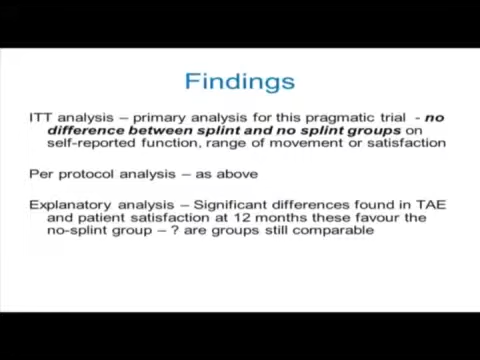 Findings
ITT analysis – primary analysis for this pragmatic trial - no
difference between splint and no splint groups on
self-reported function, range of movement or satisfaction
Per protocol analysis – as above
Explanatory analysis – Significant differences found in TAE
and patient satisfaction at 12 months these favour the
no-splint group – ? are groups still comparable